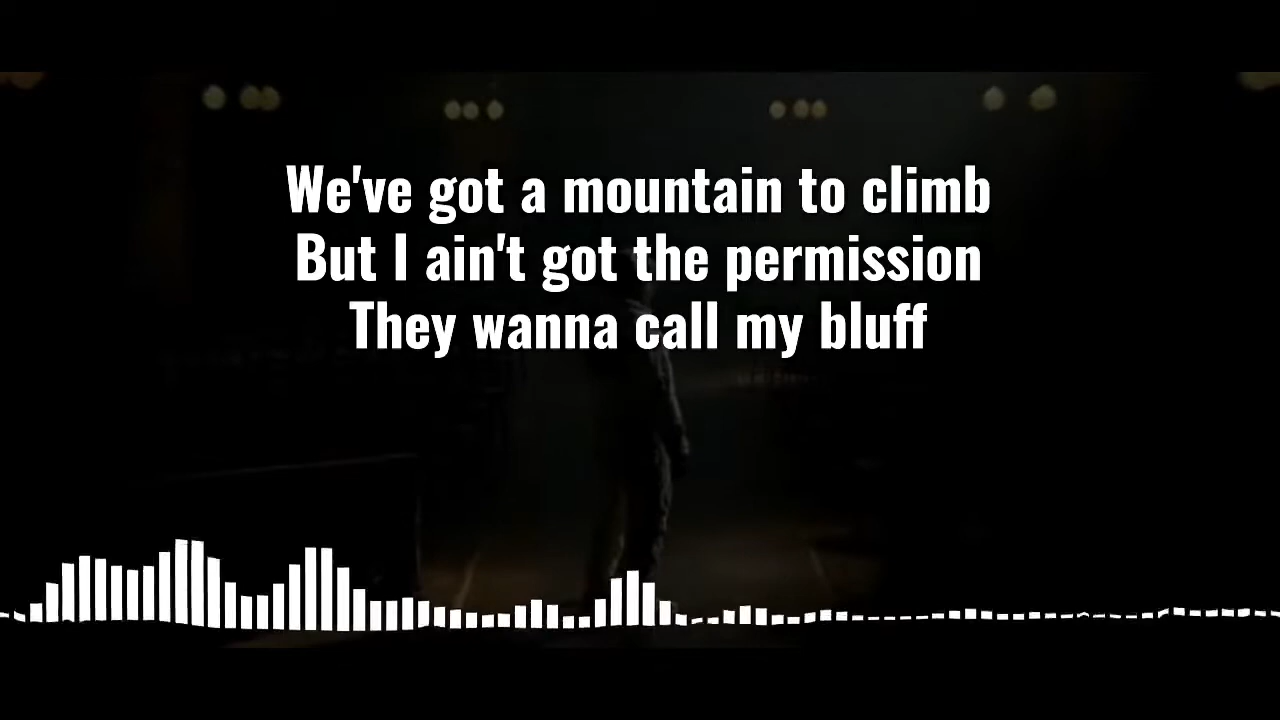 We've got a mountain to climb
But I ain't got the permission
They wanna call my bluff